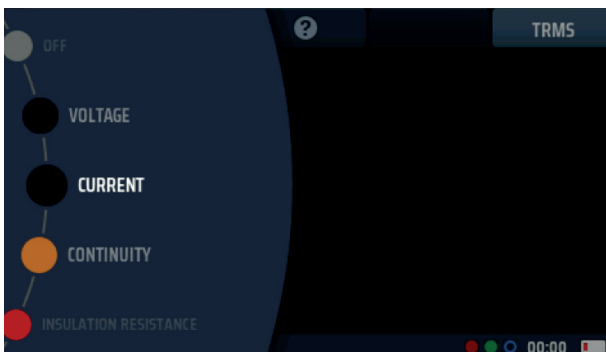 OFF
? TRMS
VOLTAGE
CURRENT
CONTINUITY
INSULATION RESISTANCE
00:00